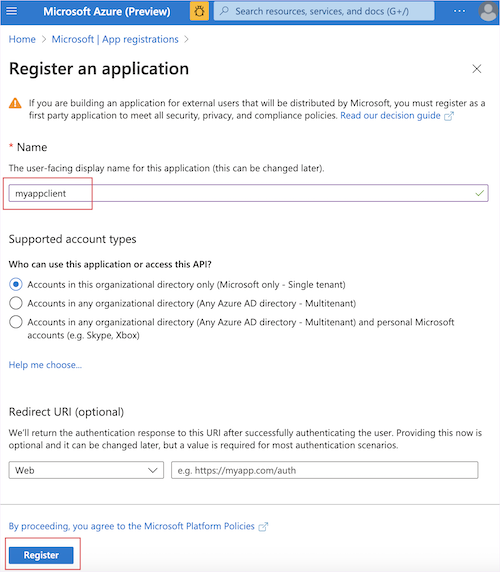 Microsoft Azure (Preview)
Search resources, services, and docs (G+/)
...
Home > Microsoft | App registrations >
Register an application
If you are building an application for external users that will be distributed by Microsoft, you must register as a
first party application to meet all security, privacy, and compliance policies. Read our decision guide
* Name
The user-facing display name for this application (this can be changed later).
myappclient
Supported account types
Who can use this application or access this API?
Accounts in this organizational directory only (Microsoft only - Single tenant)
Accounts in any organizational directory (Any Azure AD directory - Multitenant)
Accounts in any organizational directory (Any Azure AD directory - Multitenant) and personal Microsoft
accounts (e.g. Skype, Xbox)
Help me choose...
Redirect URI (optional)
We'll return the authentication response to this URI after successfully authenticating the user. Providing this now is
optional and it can be changed later, but a value is required for most authentication scenarios.
Web
e.g. https://myapp.com/auth
By proceeding, you agree to the Microsoft Platform Policies
Register